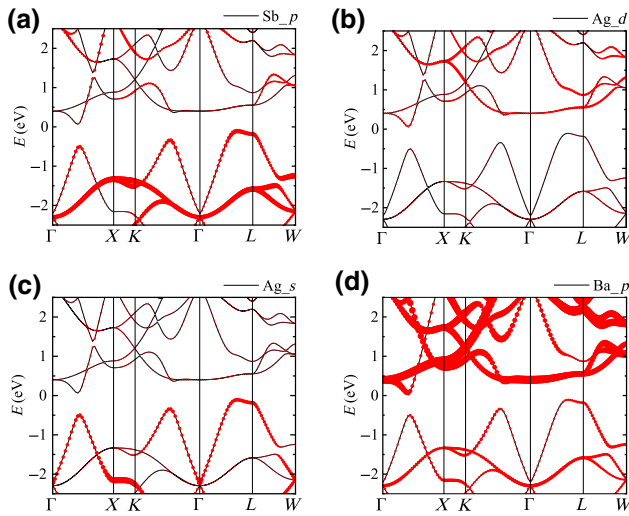 (a) Sb_p
E (eV)
2
1
0
−1
−2
Γ X K Γ L W
(b) Ag_d
E (eV)
2
1
0
−1
−2
Γ X K Γ L W
(c) Ag_s
E (eV)
2
1
0
−1
−2
Γ X K Γ L W
(d) Ba_p
E (eV)
2
1
0
−1
−2
Γ X K Γ L W